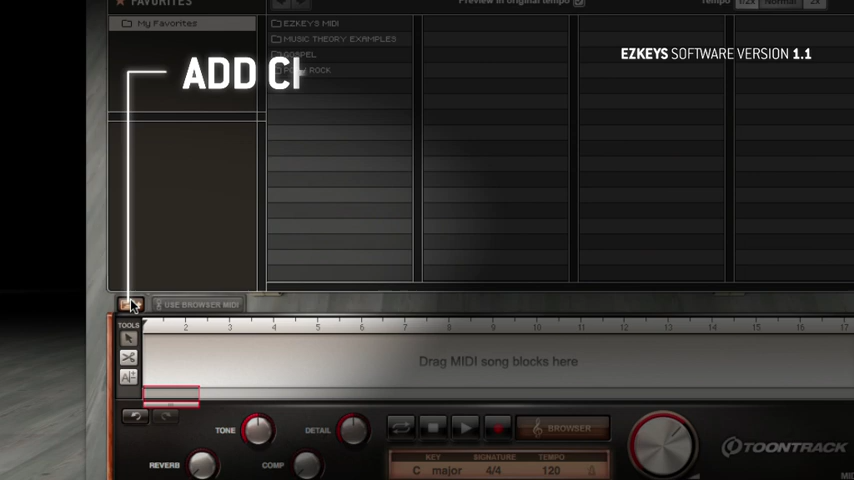 FAVORITES
Preview in original tempo
Tempo
1/2x
Normal
2x
My Favorites
EZKEYS MIDI
MUSIC THEORY EXAMPLES
GOSPEL
ROCK
ADD C
EZKEYS SOFTWARE VERSION 1.1
USE BROWSER MIDI
TOOLS
2 3 4 5 6 7 8 9 10 11 12 13 14 15 16 17
Drag MIDI song blocks here
TONE
DETAIL
BROWSER
REVERB
COMP
KEY
SIGNATURE
TEMPO
C major
4/4
120
TOONTRACK